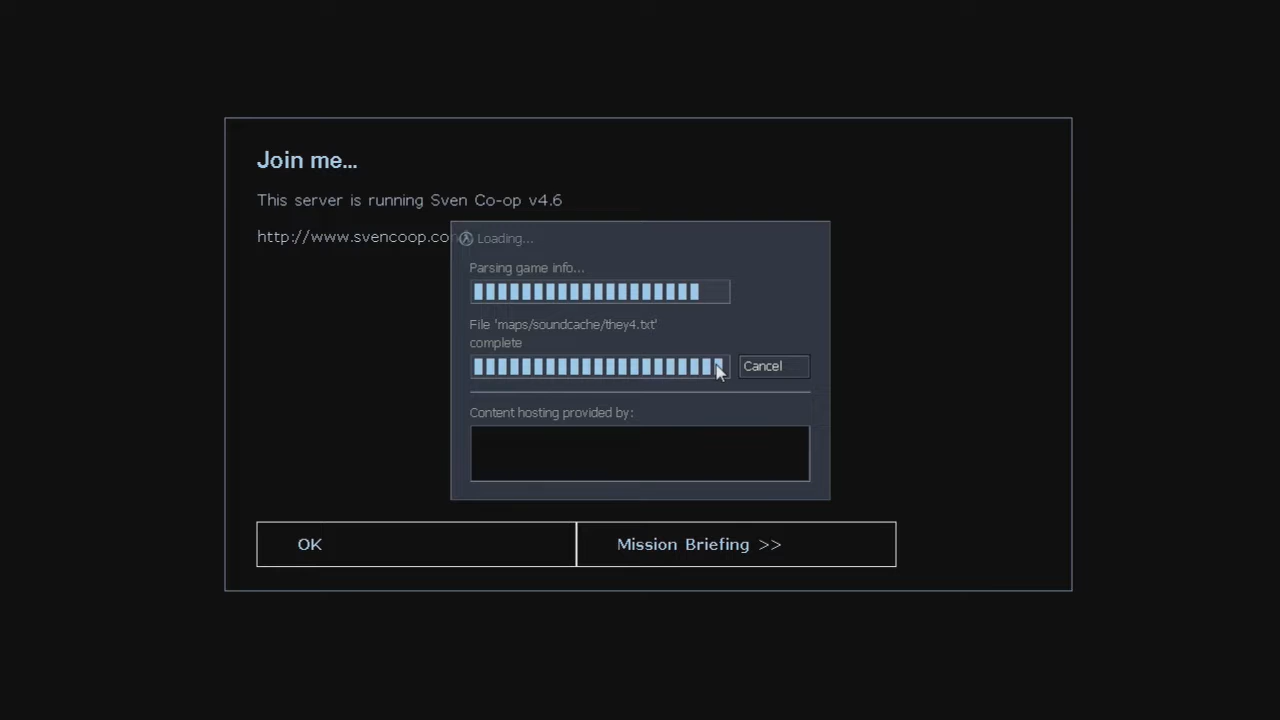 Join me...
This server is running Sven Co-op v4.6
http://www.svencoop.co
Loading...
Parsing game info...
File 'maps/soundcache/they4.txt'
complete
Cancel
Content hosting provided by:
OK
Mission Briefing >>